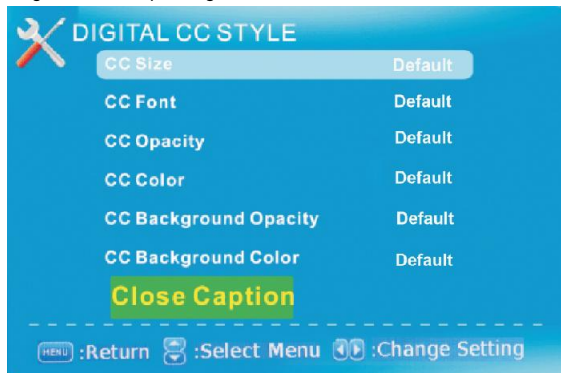 DIGITAL CC STYLE
CC Size Default
CC Font Default
CC Opacity Default
CC Color Default
CC Background Opacity Default
CC Background Color Default
Close Caption
MENU :Return :Select Menu :Change Setting